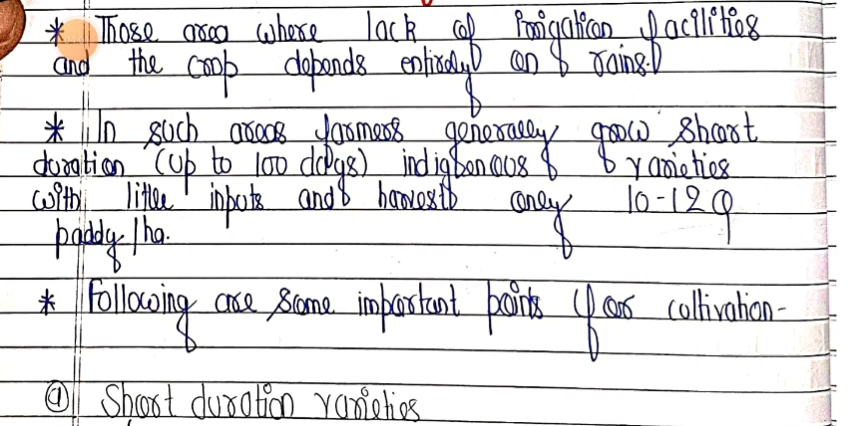 * Those area where lack of irrigation facilities
and the crop depends entirely on rains.
* In such areas farmers generally grow short
duration (up to 100 days) indigenous varieties
with little inputs and harvest only 10-12 q
paddy/ha.
* Following are some important points for cultivation-
(a) Short duration varieties